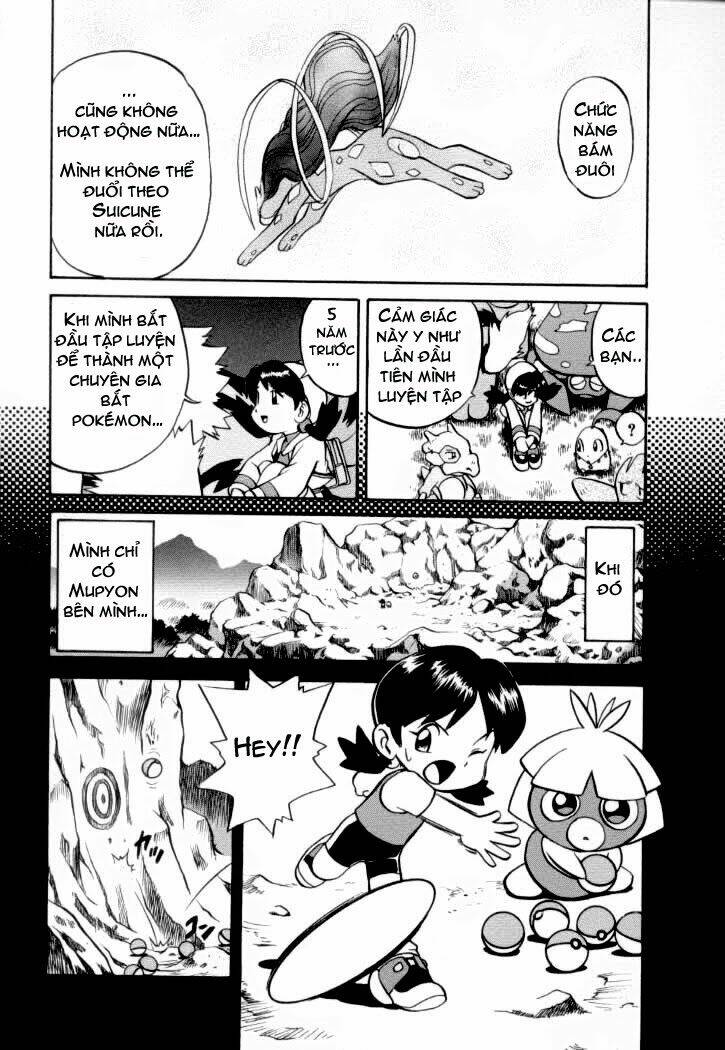 CHỨC
NĂNG
BÁM
ĐUÔI
...
CŨNG KHÔNG
HOẠT ĐỘNG NỮA...
MÌNH KHÔNG THỂ
ĐUỔI THEO
SUICUNE
NỮA RỒI.
CÁC
BẠN..
?
CẢM GIÁC
NÀY Y NHƯ
LẦN ĐẦU
TIÊN MÌNH
LUYỆN TẬP
5
NĂM
TRƯỚC
...
KHI MÌNH BẮT
ĐẦU TẬP LUYỆN
ĐỂ THÀNH MỘT
CHUYÊN GIA
BẮT
POKÉMON...
KHI
ĐÓ
MÌNH CHỈ
CÓ
MUPYON
BÊN MÌNH...
HEY!!